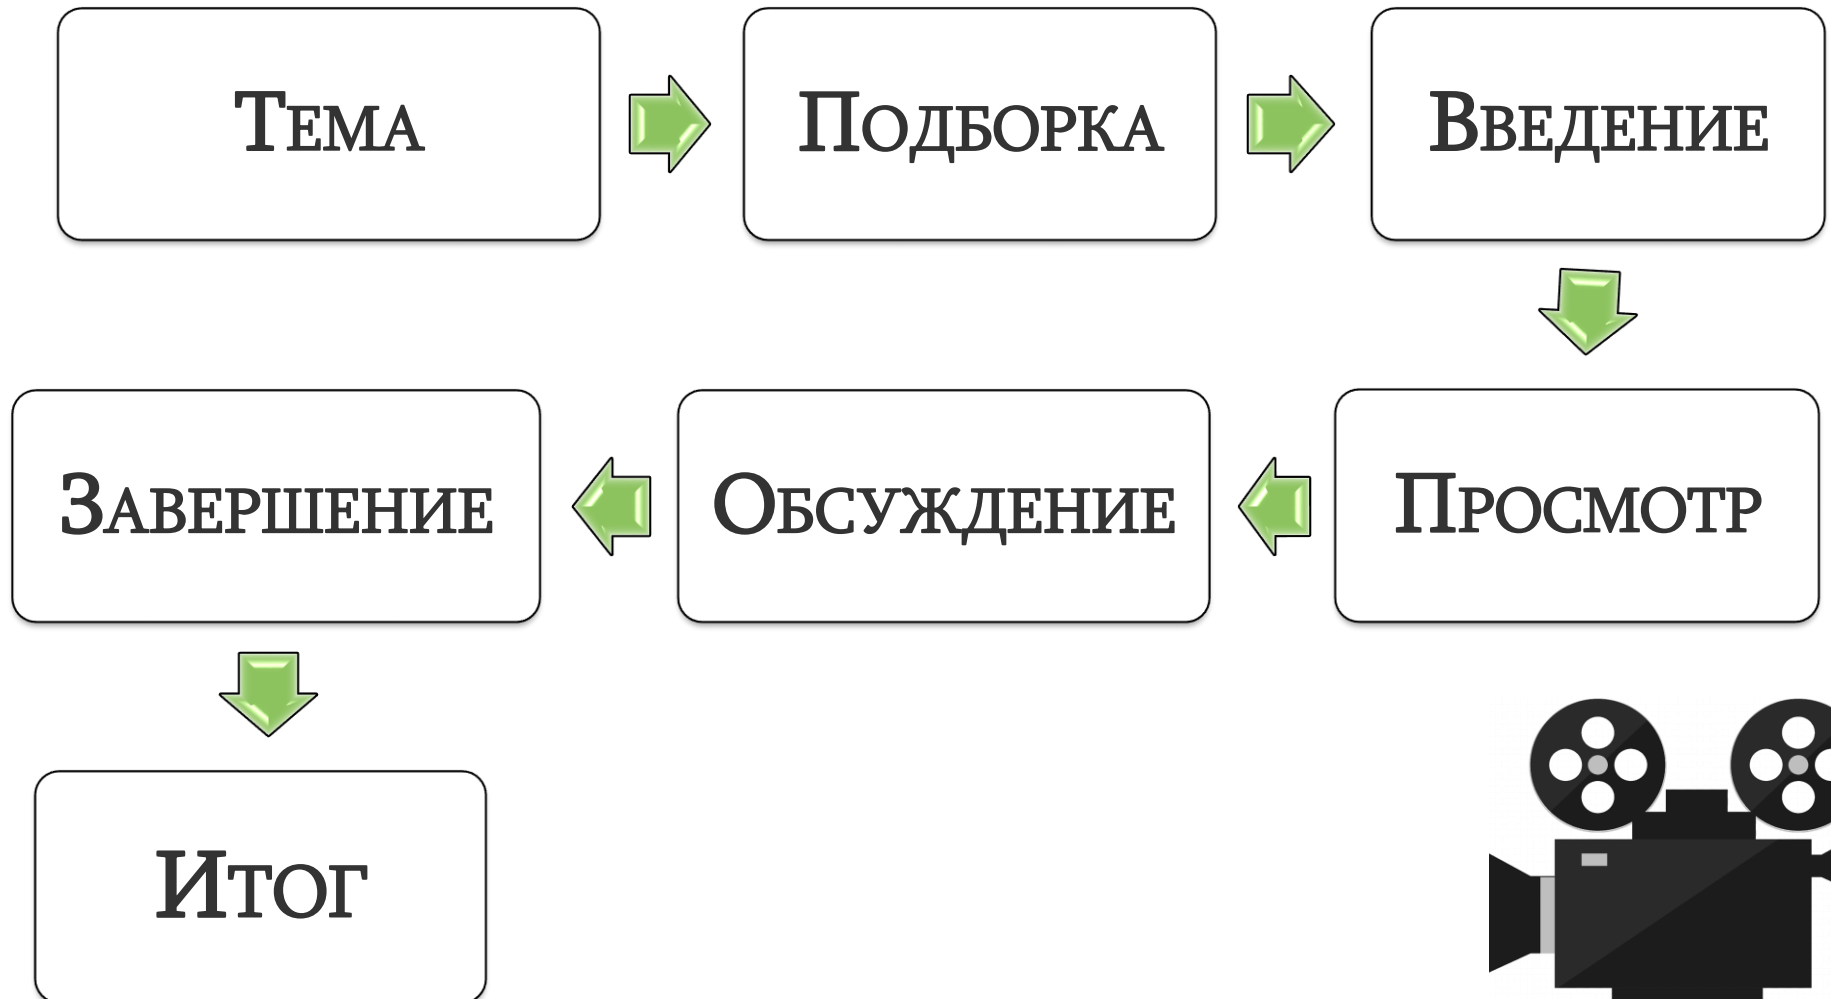 Тема
Подборка
Введение
Просмотр
Обсуждение
Завершение
Итог